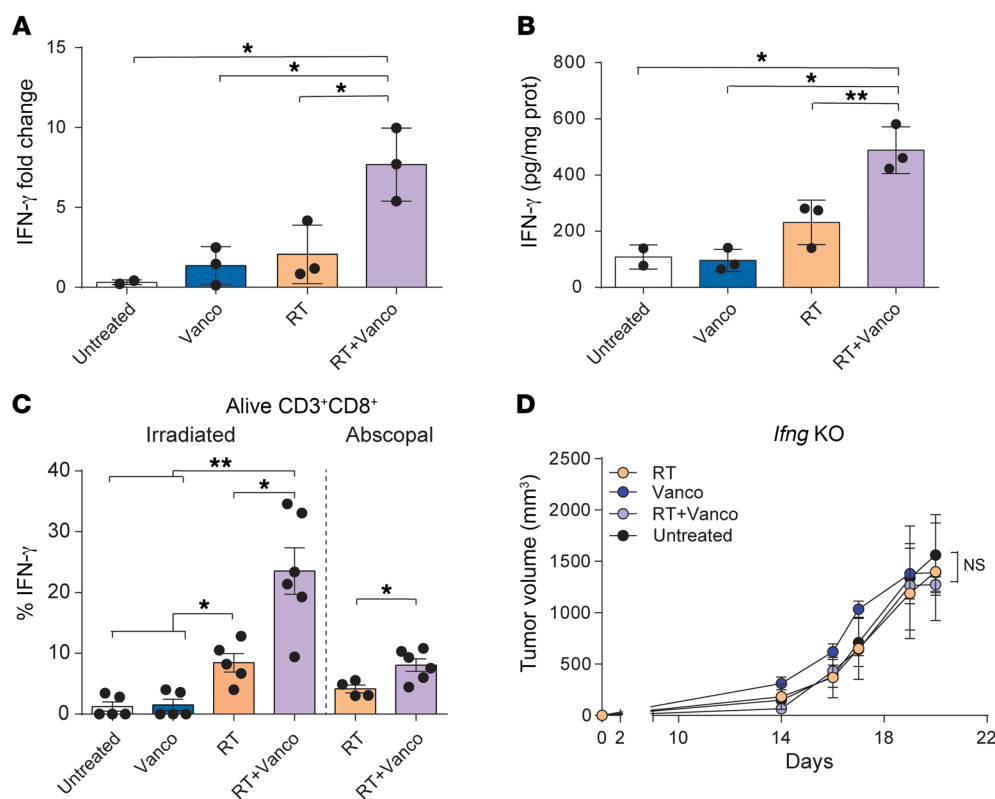 A
IFN-γ fold change
15
10
5
0
*
*
*
Untreated
Vanco
RT
RT+Vanco
B
IFN-γ (pg/mg prot)
800
600
400
200
0
*
*
**
Untreated
Vanco
RT
RT+Vanco
C
Alive CD3⁺CD8⁺
Irradiated
Abscopal
% IFN-γ
40
30
20
10
0
**
*
*
*
Untreated
Vanco
RT
RT+Vanco
RT
RT+Vanco
D
Ifng KO
Tumor volume (mm³)
2500
2000
1500
1000
500
0
RT
Vanco
RT+Vanco
Untreated
NS
0 2 10 14 18 22
Days